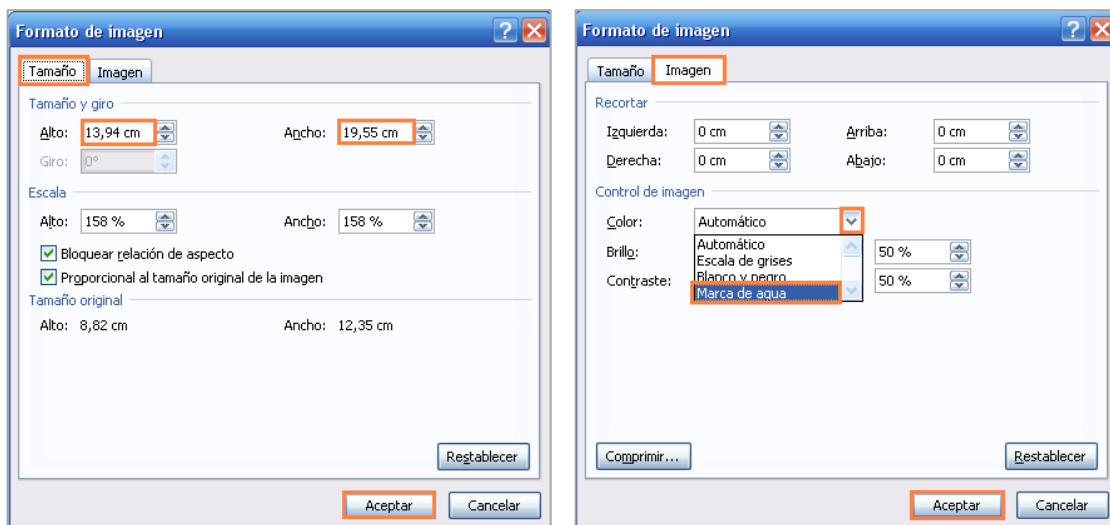 Formato de imagen
Tamaño Imagen
Tamaño y giro
Alto: 13,94 cm Ancho: 19,55 cm
Giro: 0°
Escala
Alto: 158 % Ancho: 158 %
Bloquear relación de aspecto
Proporcional al tamaño original de la imagen
Tamaño original
Alto: 8,82 cm Ancho: 12,35 cm
Restablecer
Aceptar Cancelar
Formato de imagen
Tamaño Imagen
Recortar
Izquierda: 0 cm Arriba: 0 cm
Derecha: 0 cm Abajo: 0 cm
Control de imagen
Color: Automático
Automático
Brillo: 50 %
Escala de grises
Blanco y negro
Contraste: 50 %
Marca de agua
Comprimir... Restablecer
Aceptar Cancelar